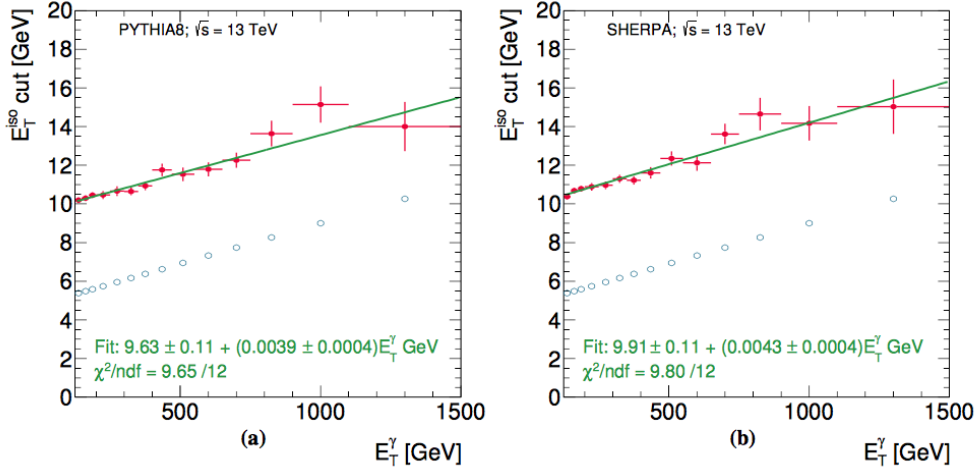 PYTHIA8; √s = 13 TeV
E_T^iso cut [GeV]
20
18
16
14
12
10
8
6
4
2
0
Fit: 9.63 ± 0.11 + (0.0039 ± 0.0004)E_T^γ GeV
χ²/ndf = 9.65 /12
500
1000
1500
(a)
E_T^γ [GeV]
SHERPA; √s = 13 TeV
E_T^iso cut [GeV]
20
18
16
14
12
10
8
6
4
2
0
Fit: 9.91 ± 0.11 + (0.0043 ± 0.0004)E_T^γ GeV
χ²/ndf = 9.80 /12
500
1000
1500
(b)
E_T^γ [GeV]